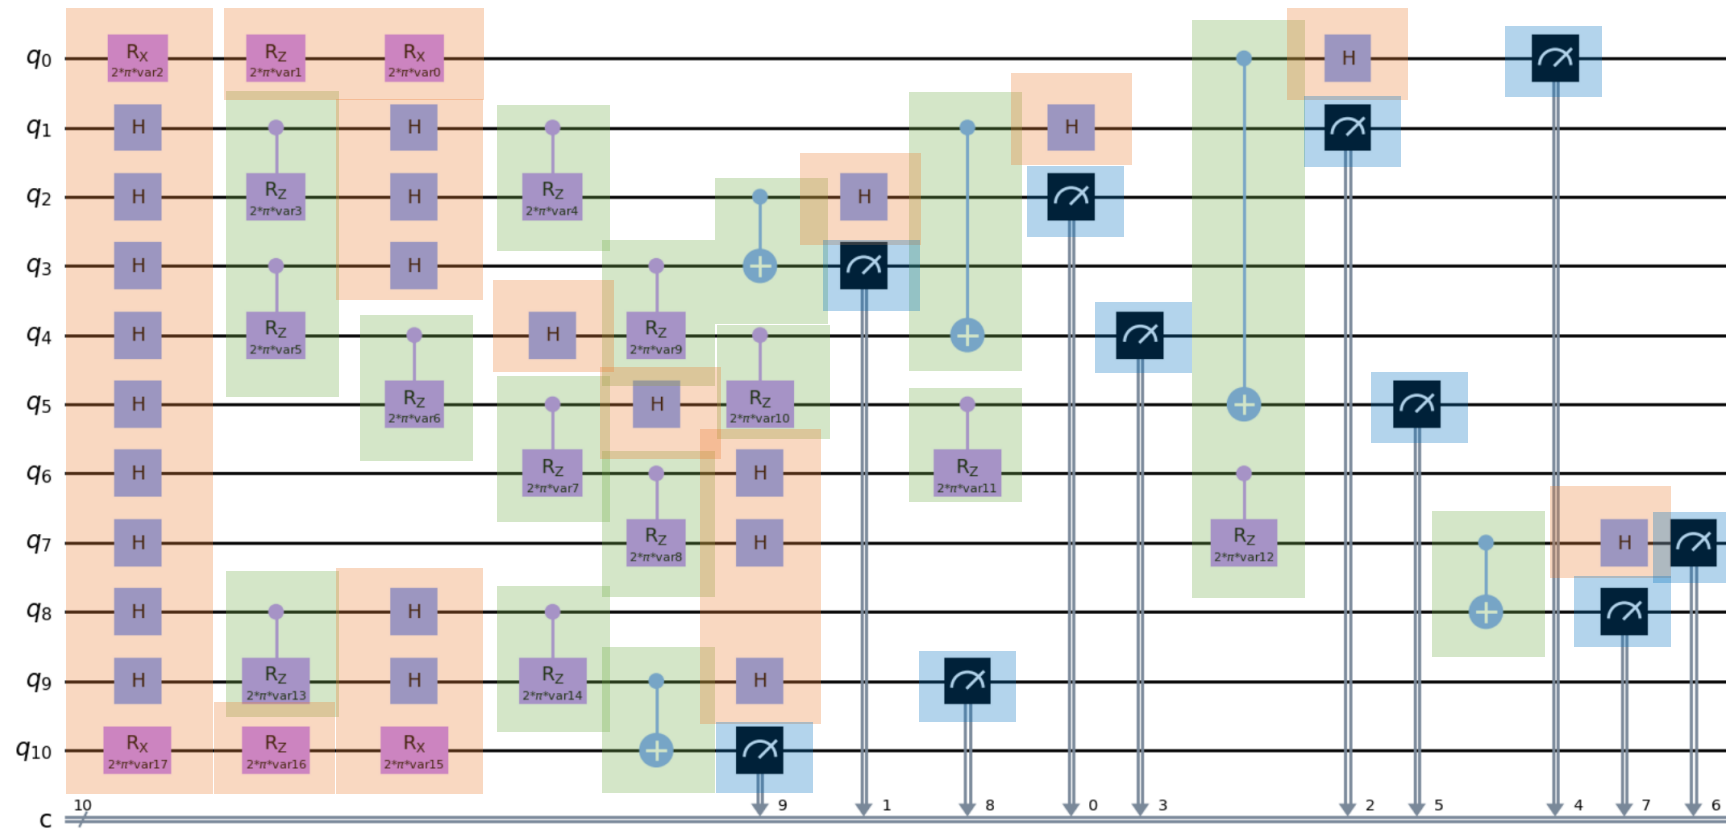 q0 RX 2*π*var2 RZ 2*π*var1 RX 2*π*var0 H
q1 H H H
q2 H RZ 2*π*var3 H RZ 2*π*var4 H
q3 H H
q4 H RZ 2*π*var5 H RZ 2*π*var9
q5 H RZ 2*π*var6 H RZ 2*π*var10
q6 H RZ 2*π*var7 H RZ 2*π*var11
q7 H RZ 2*π*var8 H RZ 2*π*var12 H
q8 H H
q9 H RZ 2*π*var13 H RZ 2*π*var14 H
q10 RX 2*π*var17 RZ 2*π*var16 RX 2*π*var15
c 10 9 1 8 0 3 2 5 4 7 6